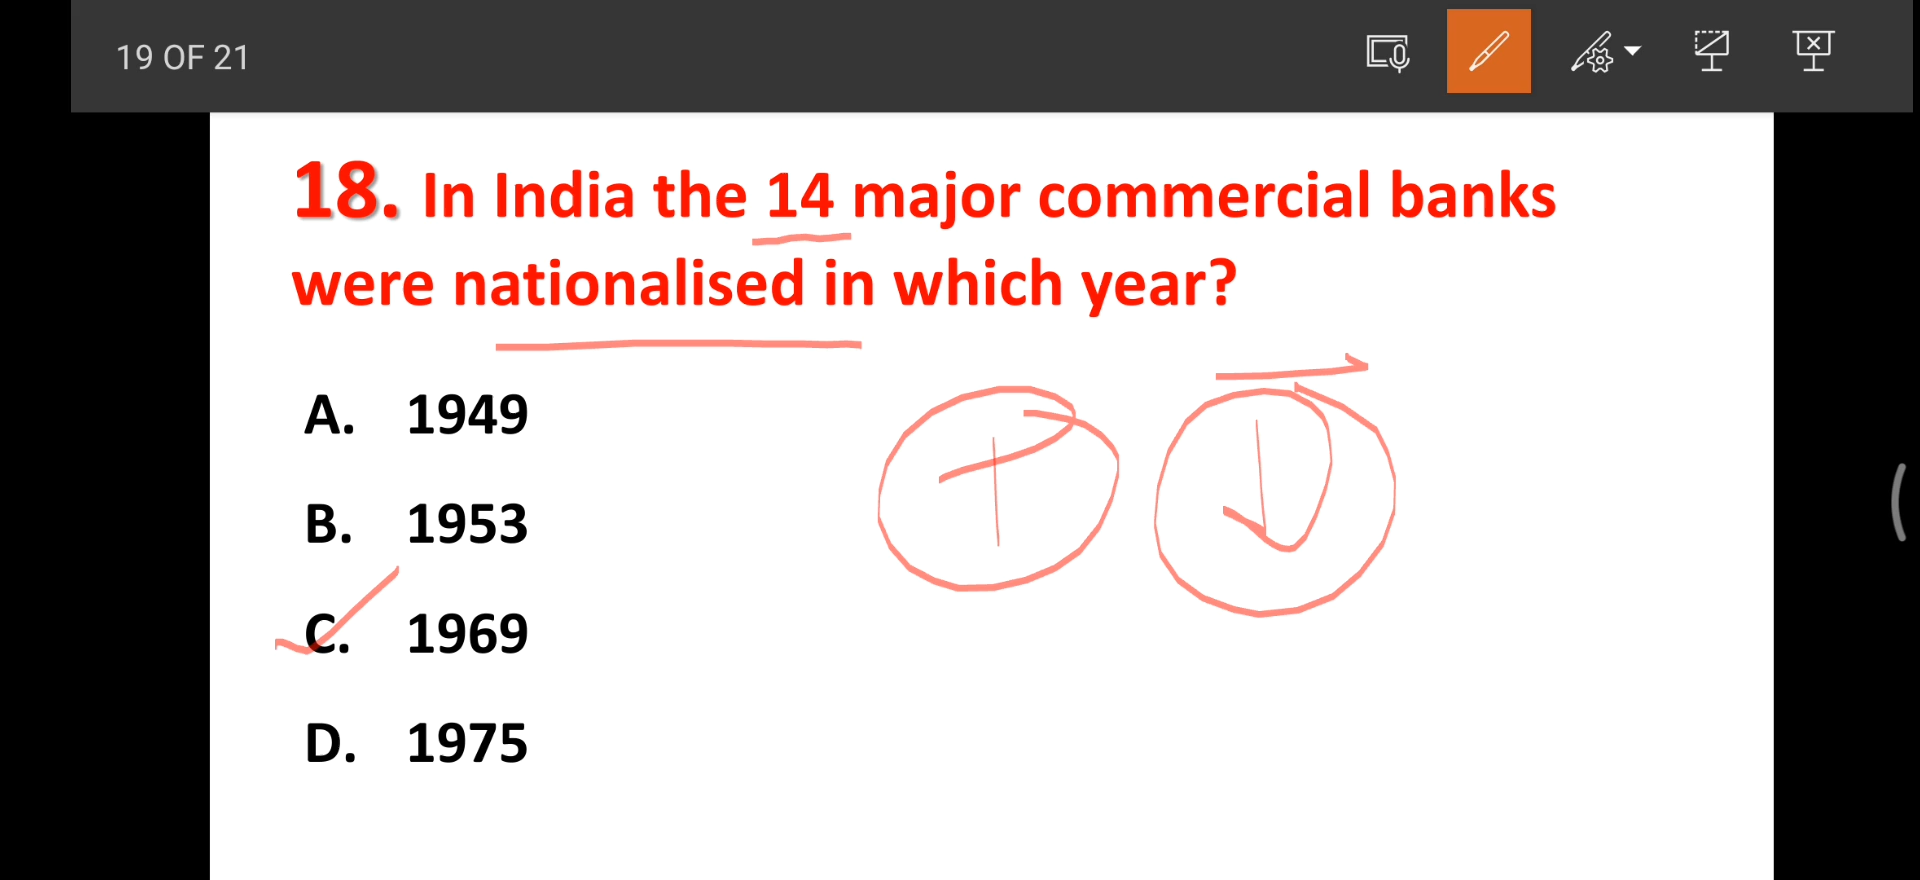 19 OF 21
18. In India the 14 major commercial banks
were nationalised in which year?
A. 1949
B. 1953
C. 1969
D. 1975